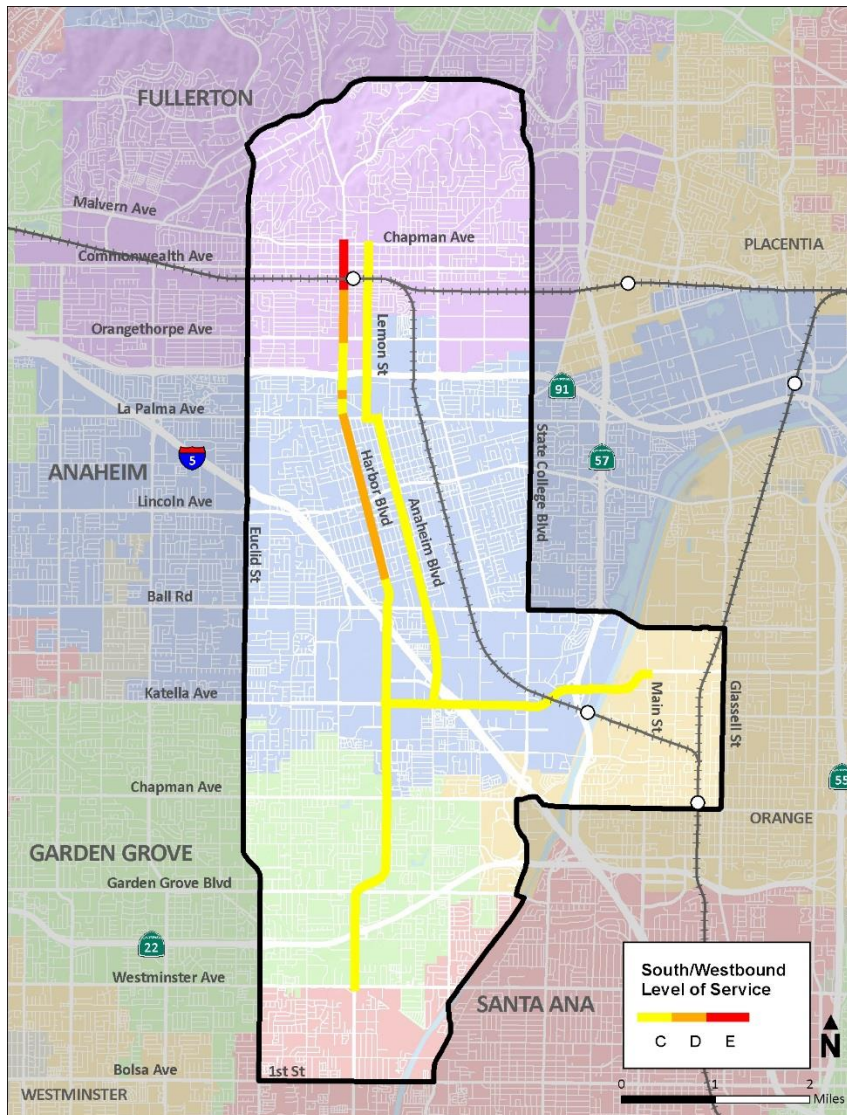 FULLERTON
Malvern Ave
Chapman Ave
Commonwealth Ave
PLACENTIA
Orangethorpe Ave
Lemon St
91
La Palma Ave
State College Blvd
57
5
ANAHEIM
Harbor Blvd
Lincoln Ave
Anaheim Blvd
Euclid St
Ball Rd
Katella Ave
Main St
Glassell St
Chapman Ave
55
ORANGE
GARDEN GROVE
Garden Grove Blvd
22
Westminster Ave
South/Westbound
Level of Service
C D E
SANTA ANA
N
Bolsa Ave
1st St
WESTMINSTER
0 1 2
Miles